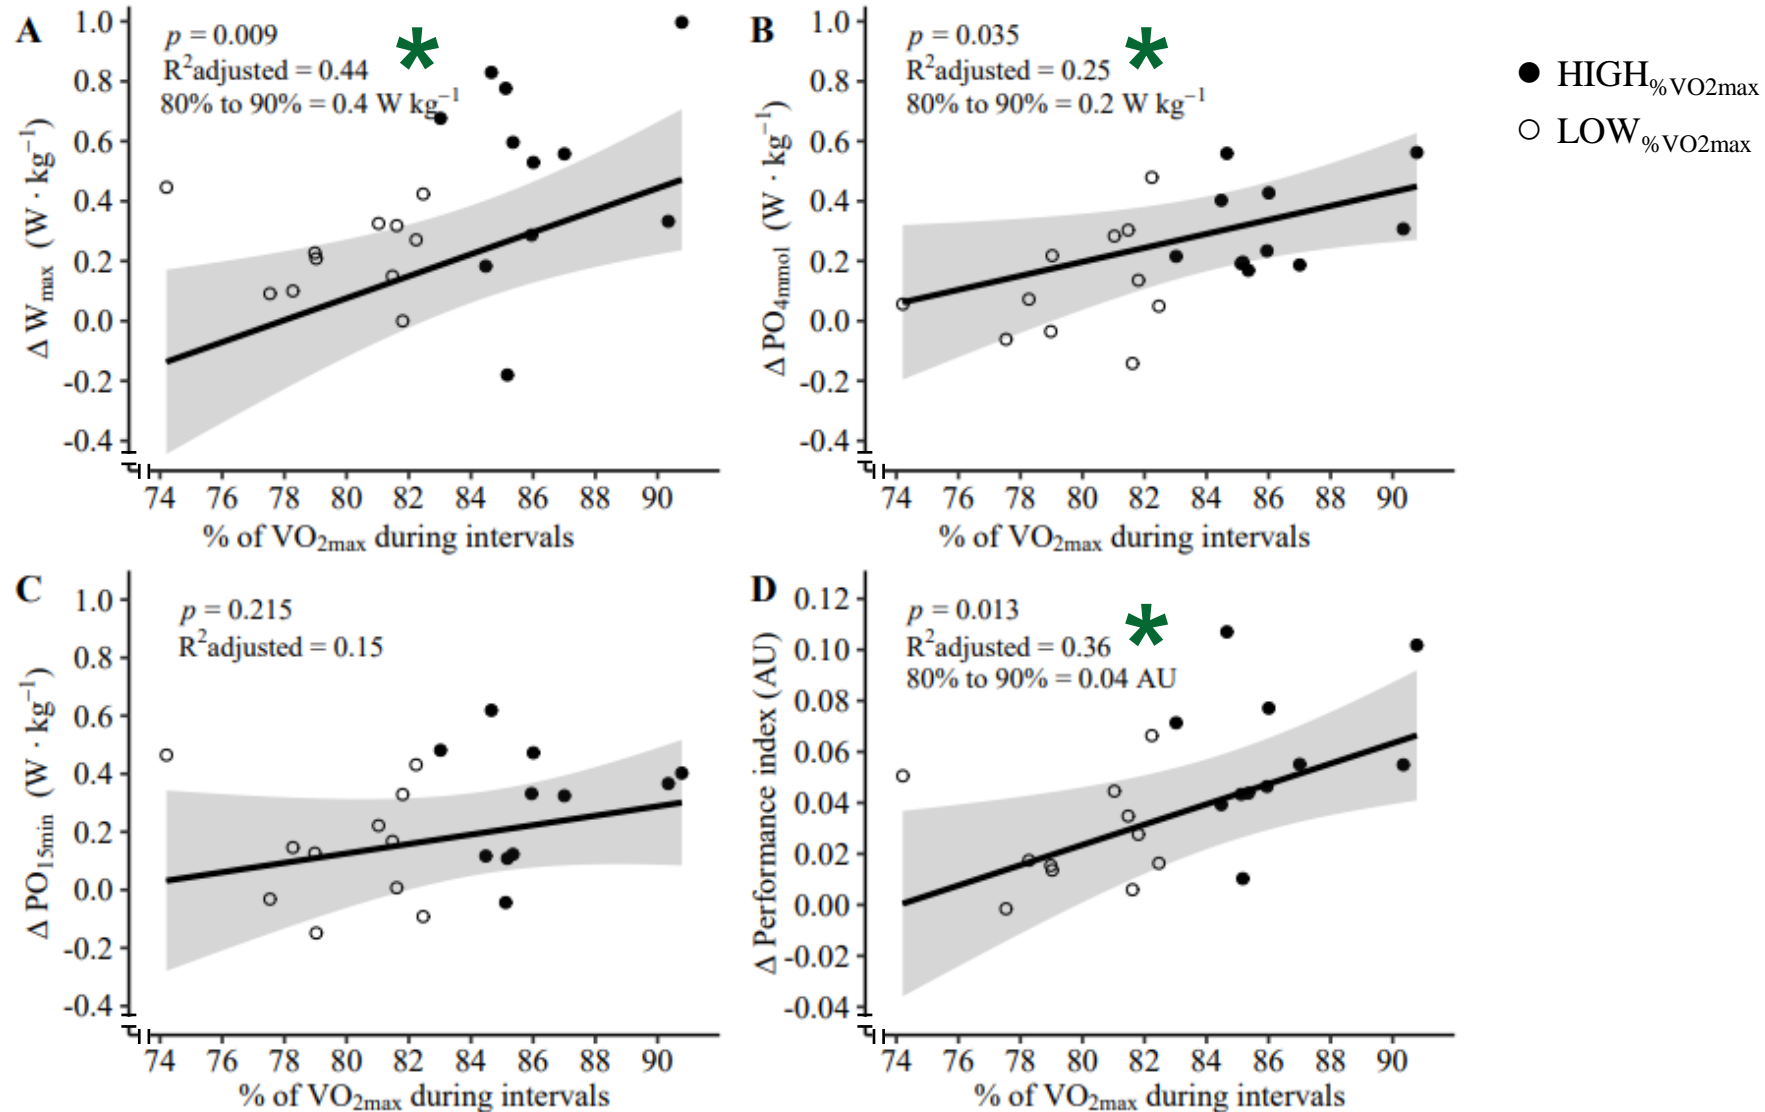 A
p = 0.009
R²adjusted = 0.44
80% to 90% = 0.4 W kg⁻¹
*
Δ Wmax (W · kg⁻¹)
1.0
0.8
0.6
0.4
0.2
0.0
-0.2
-0.4
74 76 78 80 82 84 86 88 90
% of VO2max during intervals
B
p = 0.035
R²adjusted = 0.25
80% to 90% = 0.2 W kg⁻¹
*
Δ PO4mmol (W · kg⁻¹)
1.0
0.8
0.6
0.4
0.2
0.0
-0.2
-0.4
74 76 78 80 82 84 86 88 90
% of VO2max during intervals
HIGH%VO2max
LOW%VO2max
C
p = 0.215
R²adjusted = 0.15
Δ PO15min (W · kg⁻¹)
1.0
0.8
0.6
0.4
0.2
0.0
-0.2
-0.4
74 76 78 80 82 84 86 88 90
% of VO2max during intervals
D
p = 0.013
R²adjusted = 0.36
80% to 90% = 0.04 AU
*
Δ Performance index (AU)
0.12
0.10
0.08
0.06
0.04
0.02
0.00
-0.02
-0.04
74 76 78 80 82 84 86 88 90
% of VO2max during intervals